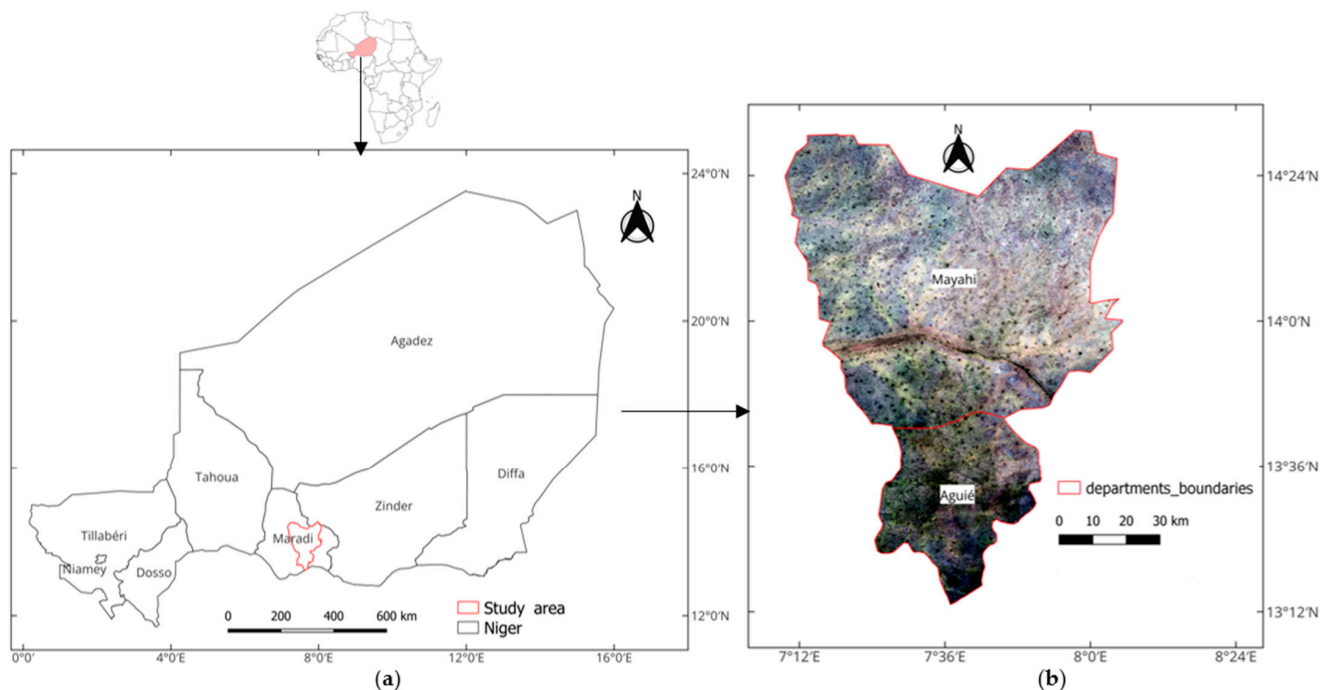 N
24°0′N
20°0′N
16°0′N
12°0′N
Agadez
Tahoua
Diffa
Zinder
Tillabéri
Maradi
Niamey
Dosso
0 200 400 600 km
Study area
Niger
0°0′ 4°0′E 8°0′E 12°0′E 16°0′E
(a)
N
14°24′N
Mayahi
14°0′N
13°36′N
Aguié
departments_boundaries
0 10 20 30 km
13°12′N
7°12′E 7°36′E 8°0′E 8°24′E
(b)